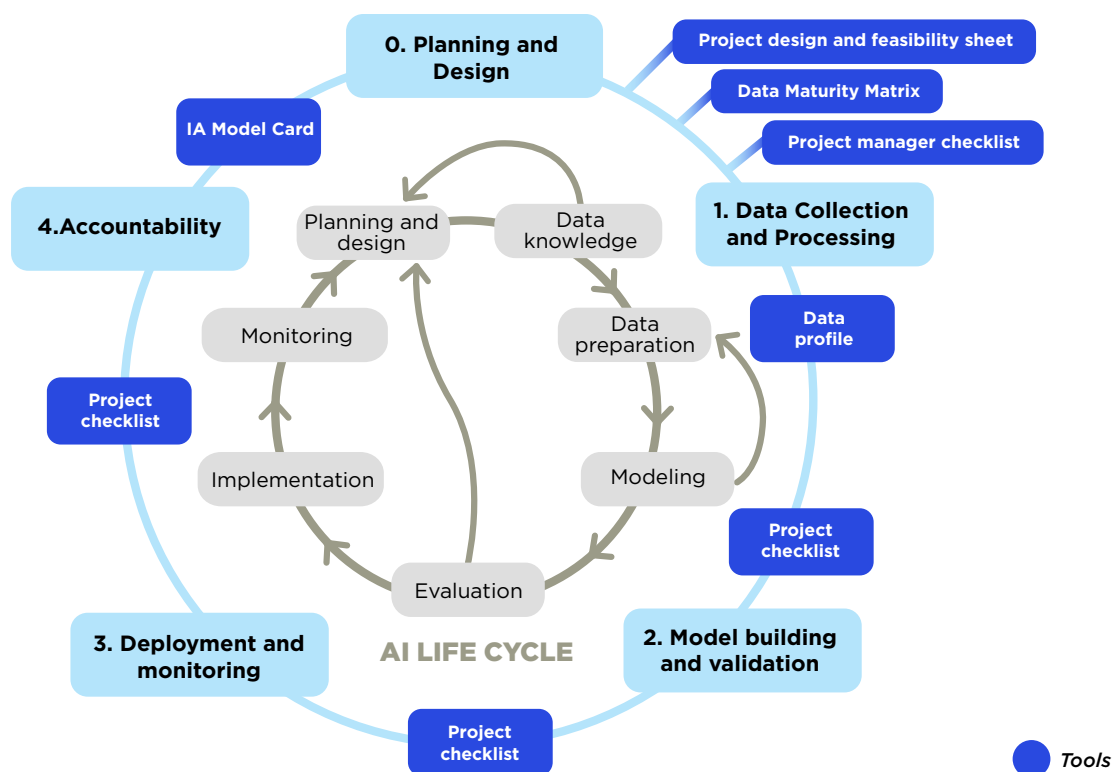 0. Planning and
Design
Project design and feasibility sheet
Data Maturity Matrix
Project manager checklist
IA Model Card
4.Accountability
1. Data Collection
and Processing
Planning and
design
Data
knowledge
Monitoring
Data
preparation
Data
profile
Project
checklist
Implementation
Modeling
Project
checklist
Evaluation
AI LIFE CYCLE
3. Deployment and
monitoring
2. Model building
and validation
Project
checklist
Tools